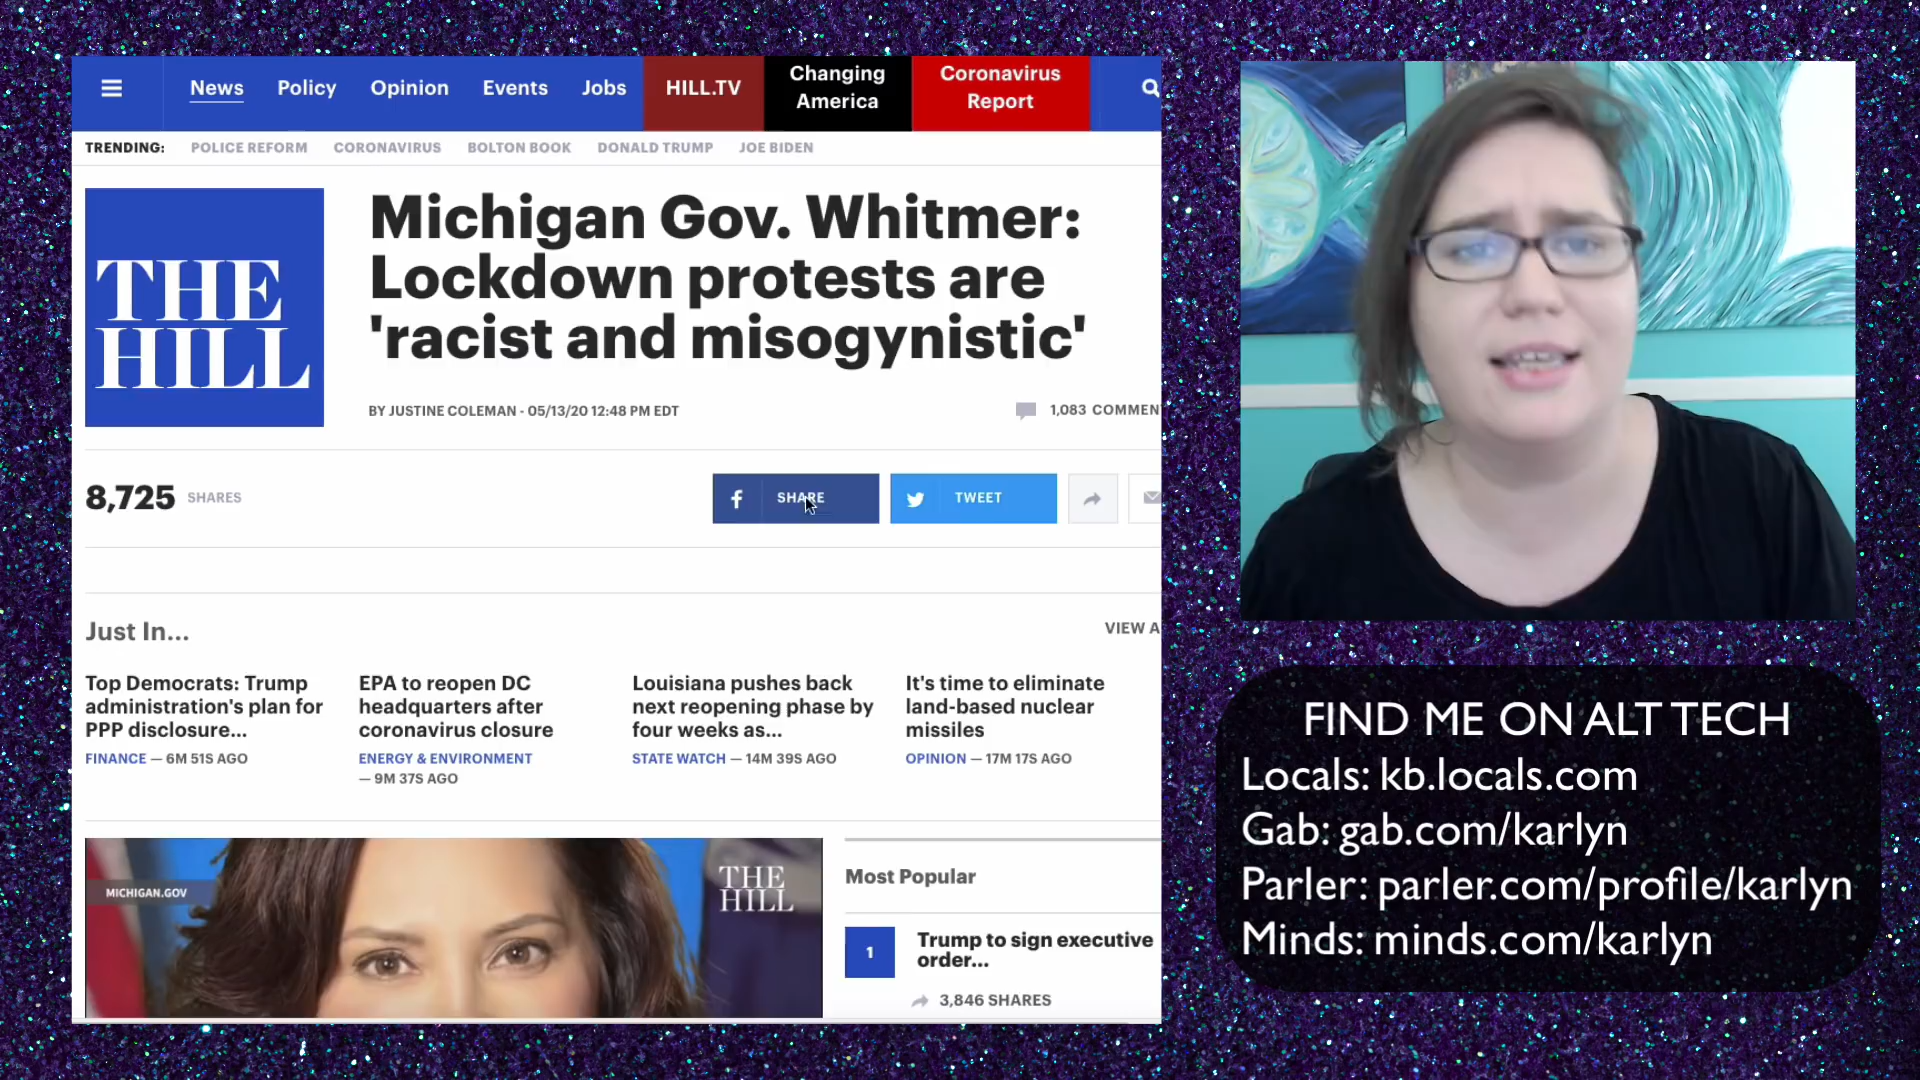 News Policy Opinion Events Jobs HILL.TV Changing America Coronavirus Report
TRENDING: POLICE REFORM CORONAVIRUS BOLTON BOOK DONALD TRUMP JOE BIDEN
THE
HILL
Michigan Gov. Whitmer:
Lockdown protests are
'racist and misogynistic'
BY JUSTINE COLEMAN - 05/13/20 12:48 PM EDT
1,083 COMMENT
8,725 SHARES
SHARE
TWEET
Just In...
VIEW A
Top Democrats: Trump
administration's plan for
PPP disclosure...
FINANCE — 6M 51S AGO
EPA to reopen DC
headquarters after
coronavirus closure
ENERGY & ENVIRONMENT
— 9M 37S AGO
Louisiana pushes back
next reopening phase by
four weeks as...
STATE WATCH — 14M 39S AGO
It's time to eliminate
land-based nuclear
missiles
OPINION — 17M 17S AGO
MICHIGAN.GOV
THE
HILL
Most Popular
1
Trump to sign executive
order...
3,846 SHARES
FIND ME ON ALT TECH
Locals: kb.locals.com
Gab: gab.com/karlyn
Parler: parler.com/profile/karlyn
Minds: minds.com/karlyn